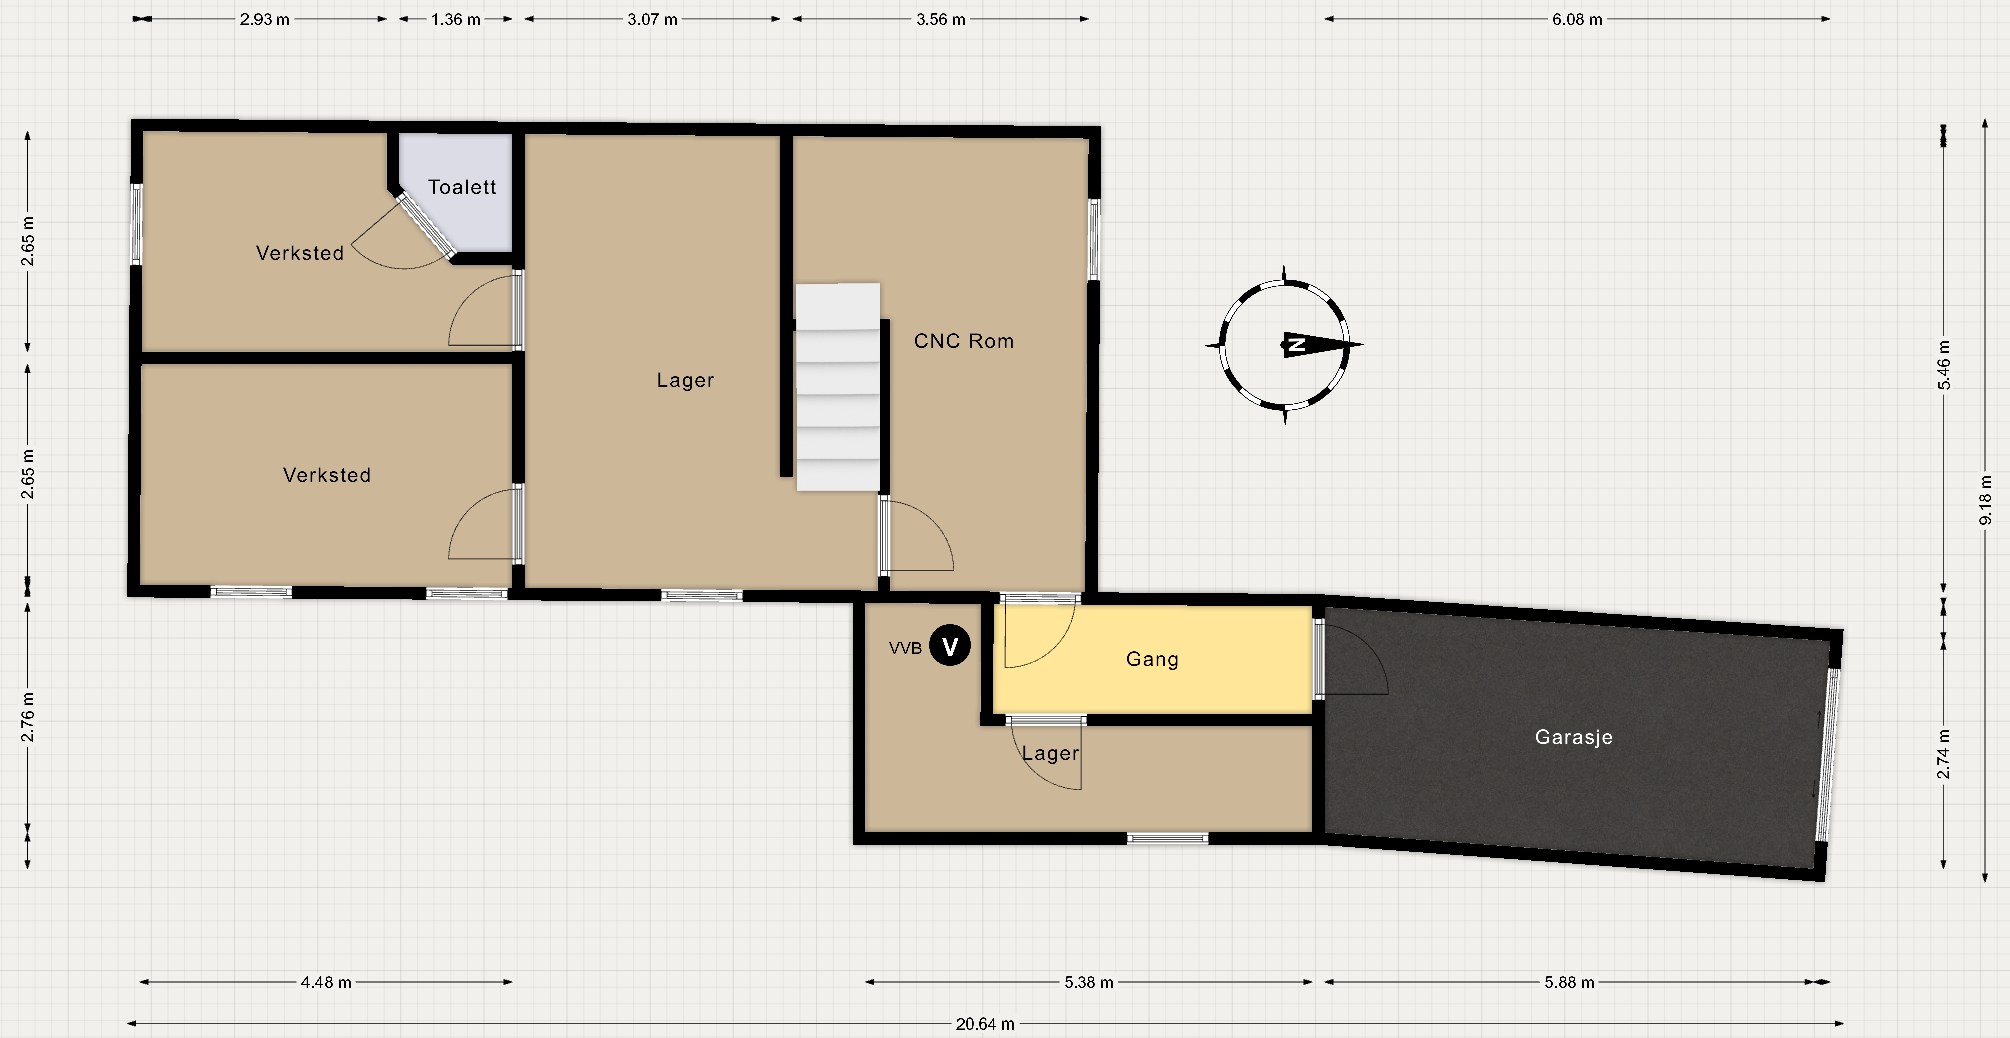 2.93 m
1.36 m
3.07 m
3.56 m
6.08 m
Toalett
Verksted
2.65 m
CNC Rom
N
5.46 m
Lager
Verksted
2.65 m
9.18 m
VVB
V
Gang
2.76 m
Lager
Garasje
2.74 m
4.48 m
5.38 m
5.88 m
20.64 m